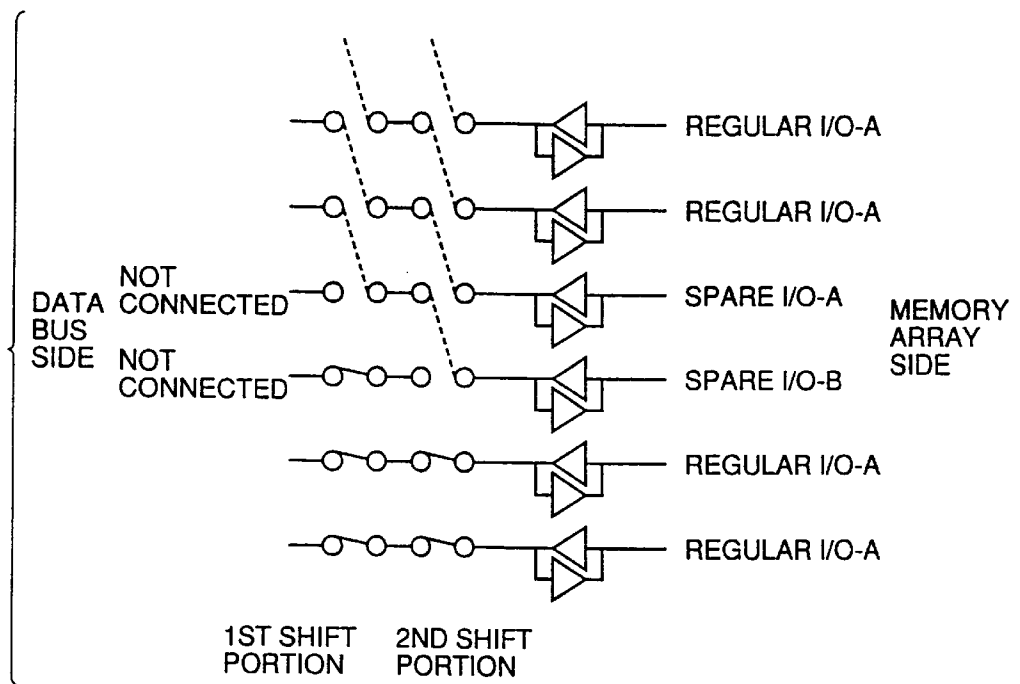 REGULAR I/O-A
REGULAR I/O-A
NOT
CONNECTED
SPARE I/O-A
DATA
BUS
SIDE
MEMORY
ARRAY
SIDE
NOT
CONNECTED
SPARE I/O-B
REGULAR I/O-A
REGULAR I/O-A
1ST SHIFT
PORTION
2ND SHIFT
PORTION